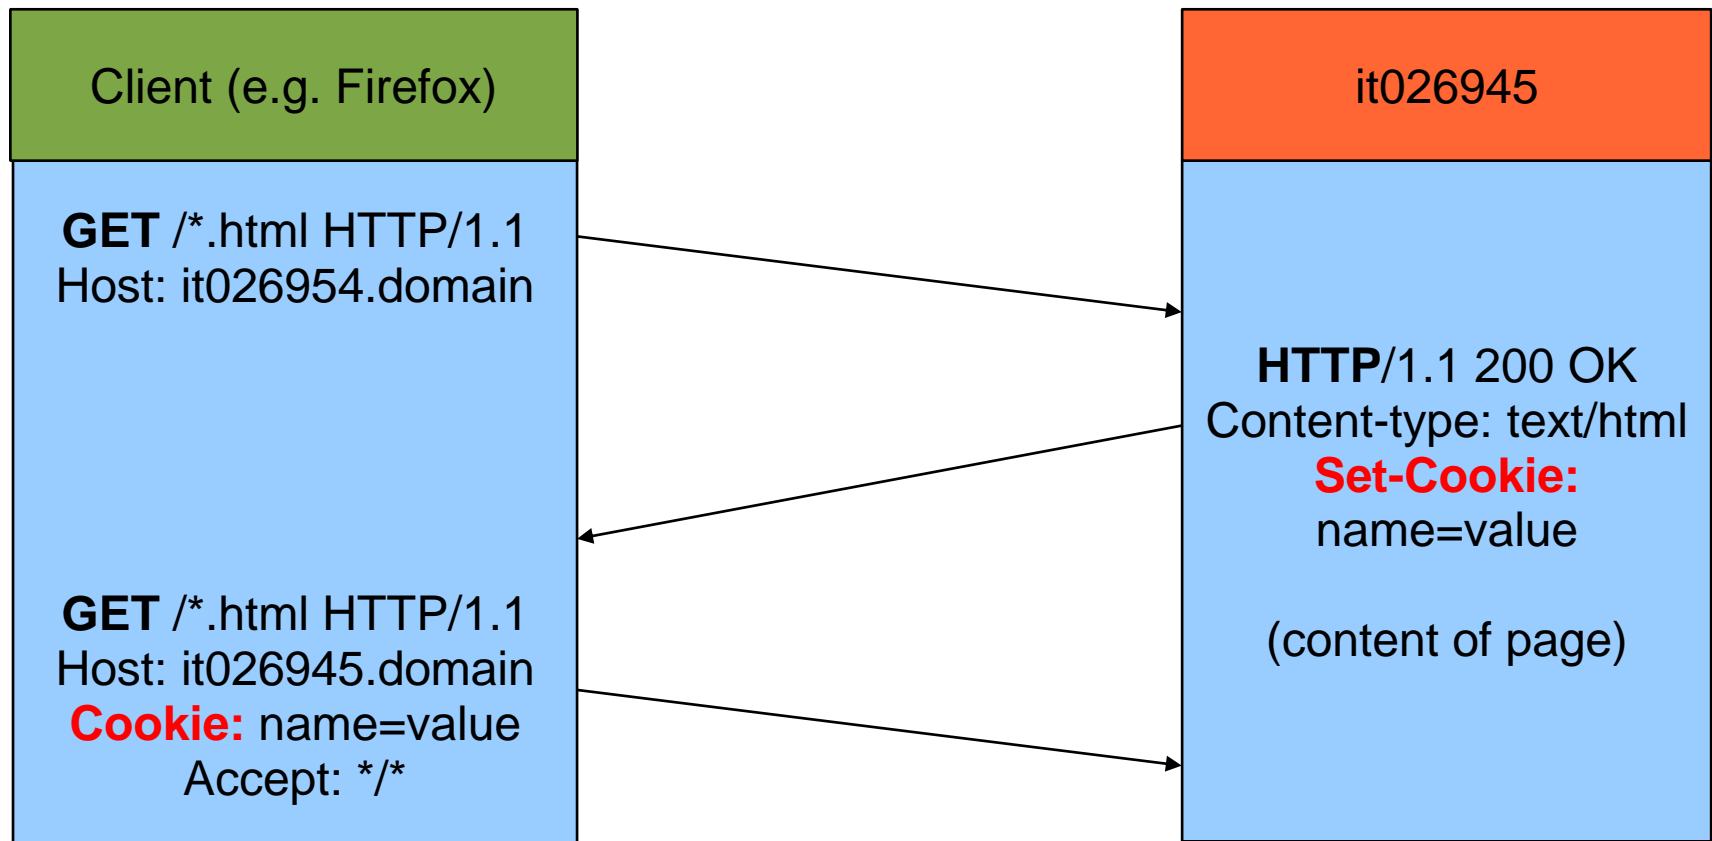 Client (e.g. Firefox)
GET /*.html HTTP/1.1
Host: it026954.domain
GET /*.html HTTP/1.1
Host: it026945.domain
Cookie: name=value
Accept: */*
it026945
HTTP/1.1 200 OK
Content-type: text/html
Set-Cookie:
name=value
(content of page)